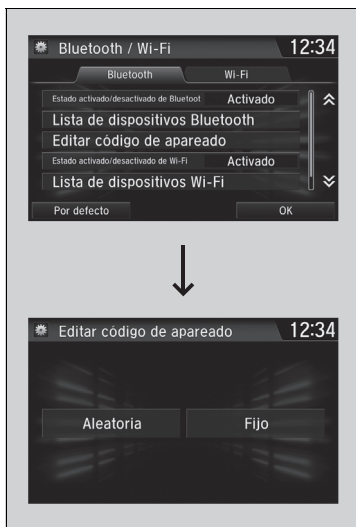 Bluetooth / Wi-Fi 12:34
Bluetooth Wi-Fi
Estado activado/desactivado de Bluetoot Activado
Lista de dispositivos Bluetooth
Editar código de apareado
Estado activado/desactivado de Wi-Fi Activado
Lista de dispositivos Wi-Fi
Por defecto OK
Editar código de apareado 12:34
Aleatoria Fijo